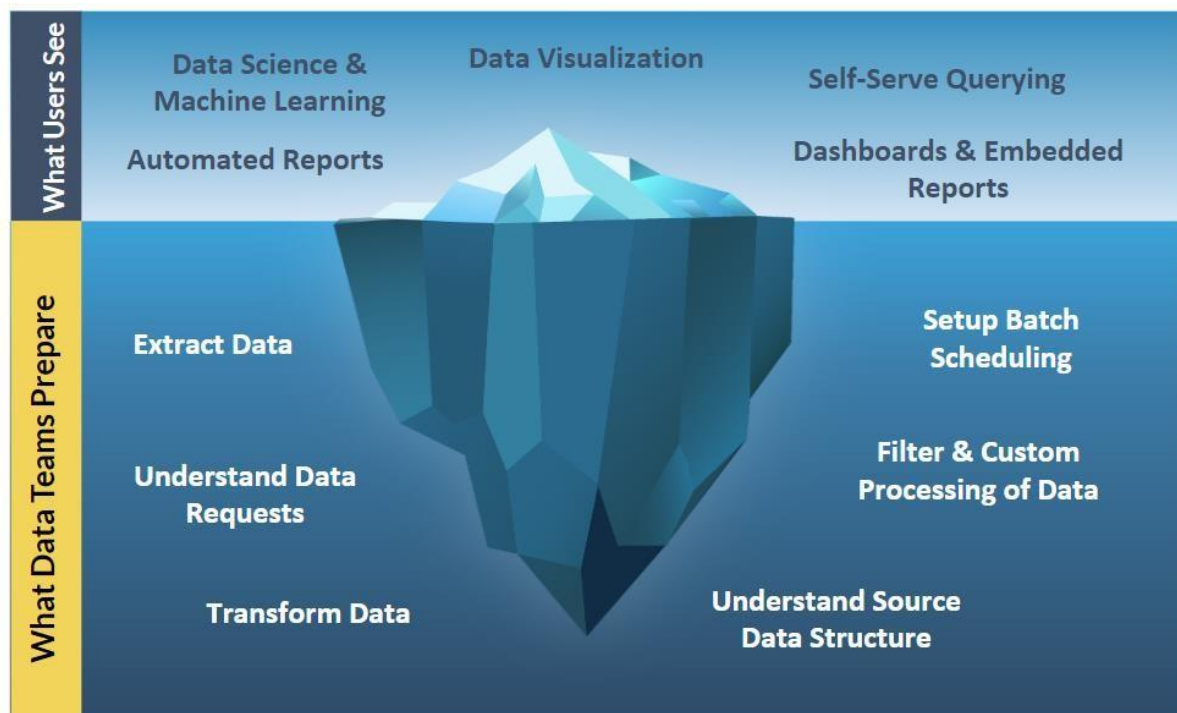 What Users See
Data Science &
Machine Learning
Data Visualization
Self-Serve Querying
Automated Reports
Dashboards & Embedded
Reports
What Data Teams Prepare
Extract Data
Setup Batch
Scheduling
Understand Data
Requests
Filter & Custom
Processing of Data
Transform Data
Understand Source
Data Structure